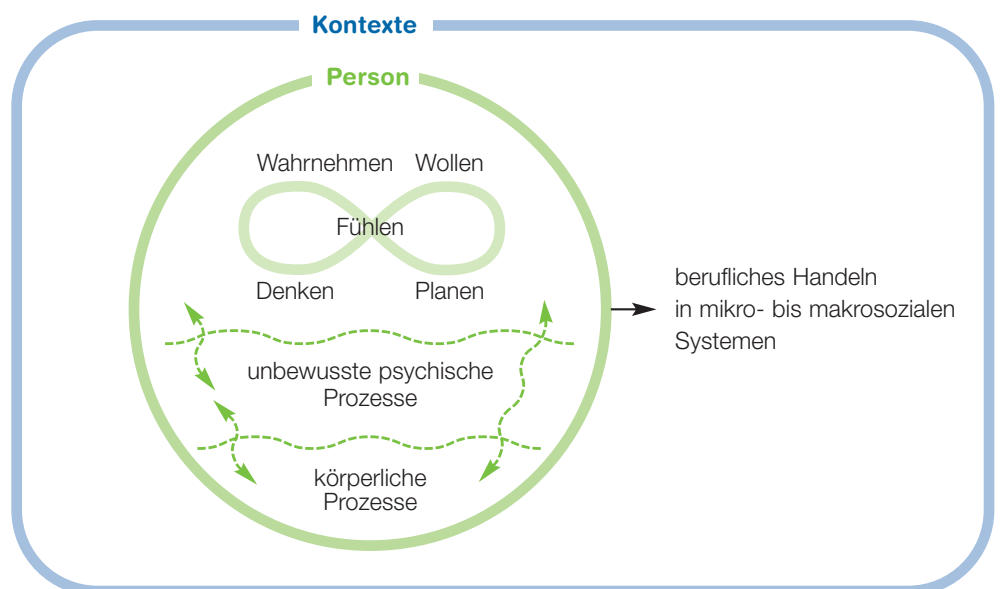 Kontexte
Person
Wahrnehmen Wollen
Fühlen
Denken Planen
unbewusste psychische
Prozesse
körperliche
Prozesse
berufliches Handeln
in mikro- bis makrosozialen
Systemen